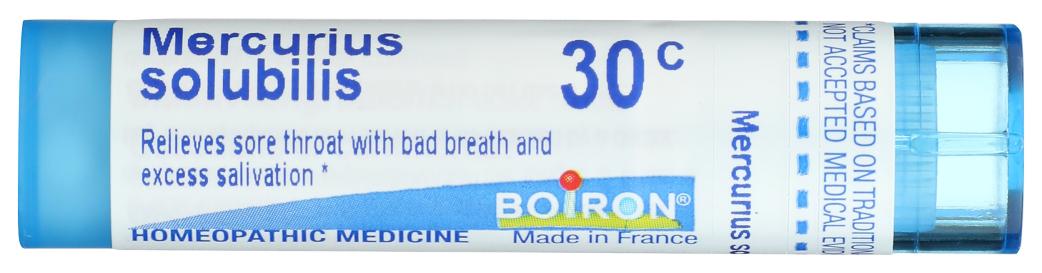 Mercurius
solubilis
30 C
Relieves sore throat with bad breath and
excess salivation *
BOIRON®
HOMEOPATHIC MEDICINE
Made in France
Mercurius
*CLAIMS BASED ON TRADITION
NOT ACCEPTED MEDICAL